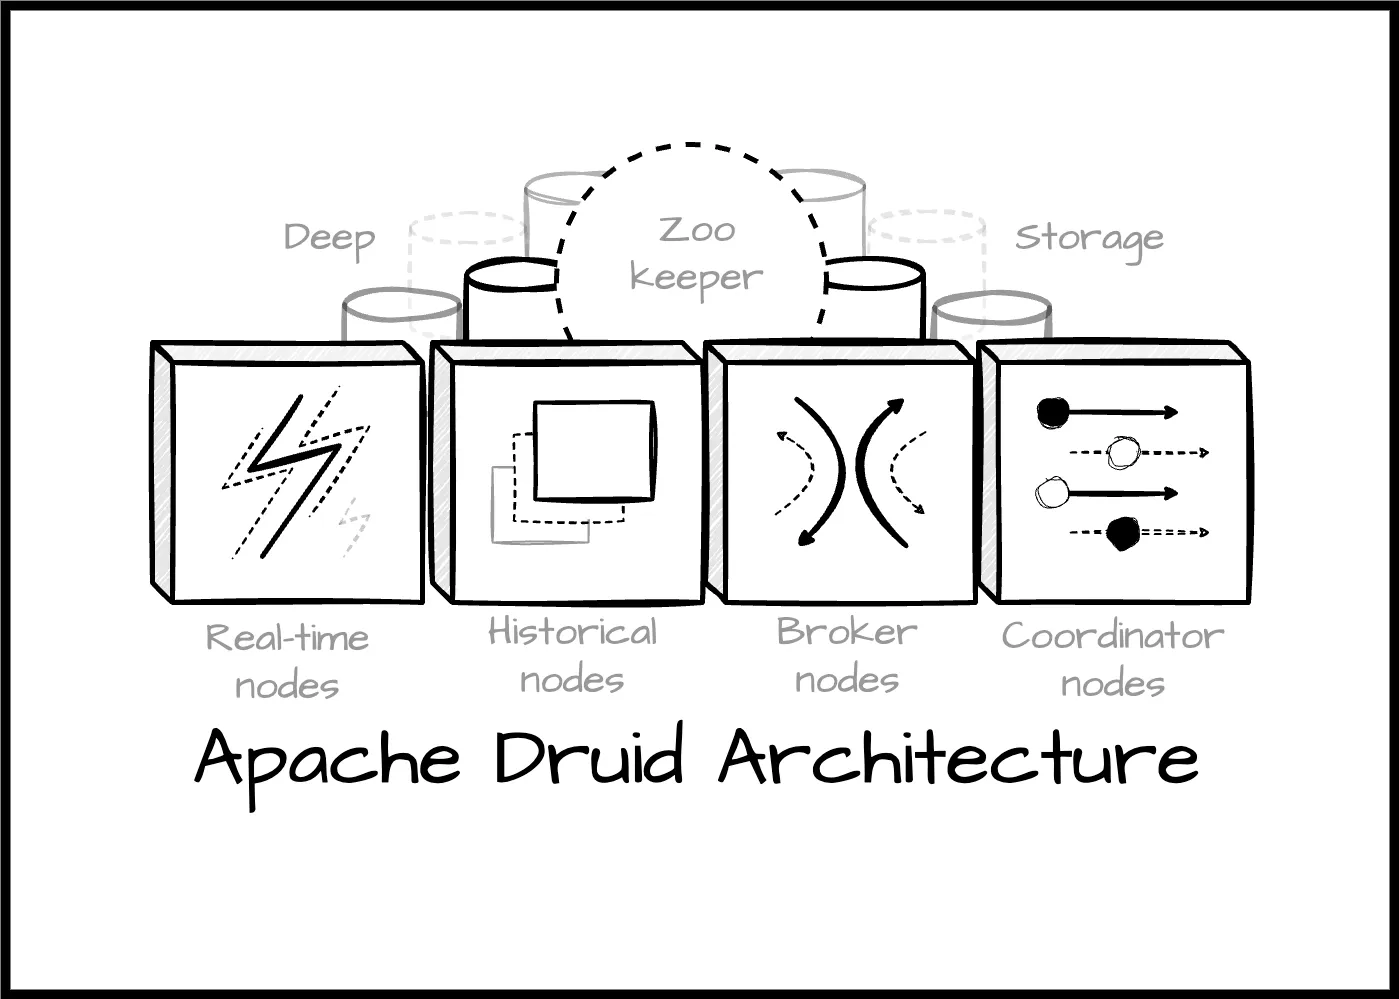 Zoo
keeper
Deep
Storage
Real-time
nodes
Historical
nodes
Broker
nodes
Coordinator
nodes
Apache Druid Architecture